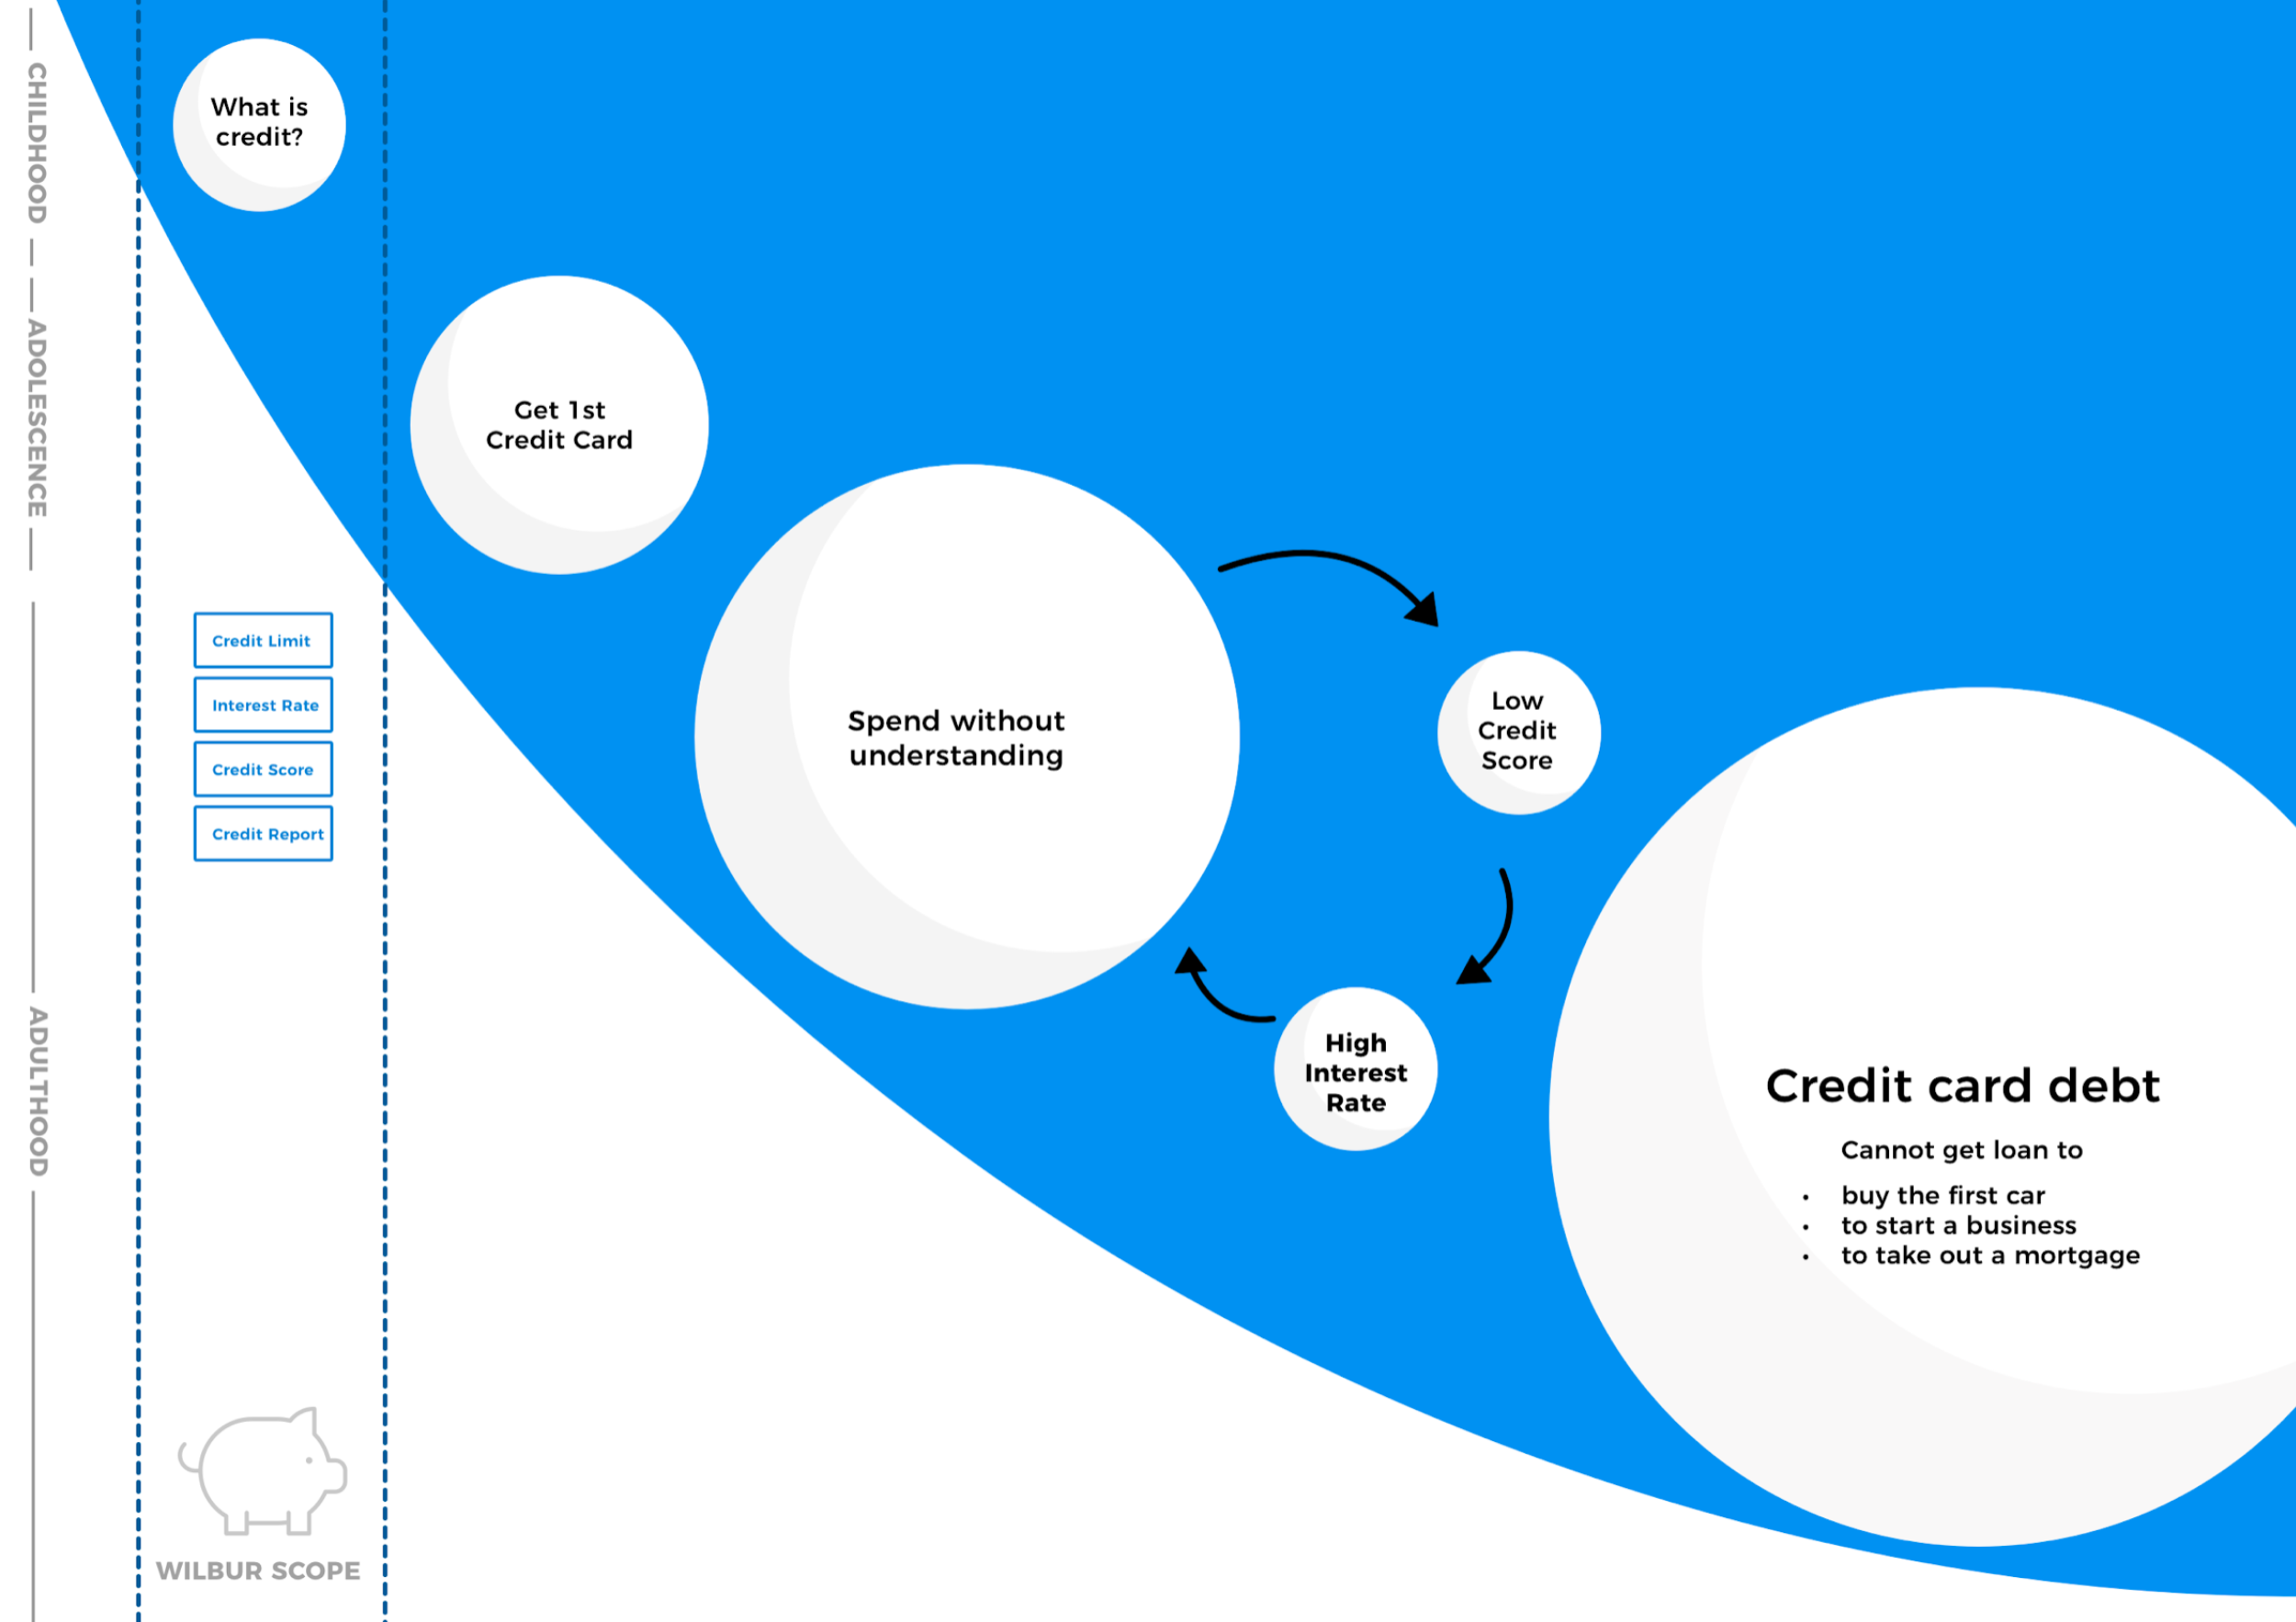 CHILDHOOD
ADOLESCENCE
ADULTHOOD
What is
credit?
Get 1st
Credit Card
Spend without
understanding
Low
Credit
Score
High
Interest
Rate
Credit card debt
Cannot get loan to
• buy the first car
• to start a business
• to take out a mortgage
Credit Limit
Interest Rate
Credit Score
Credit Report
WILBUR SCOPE